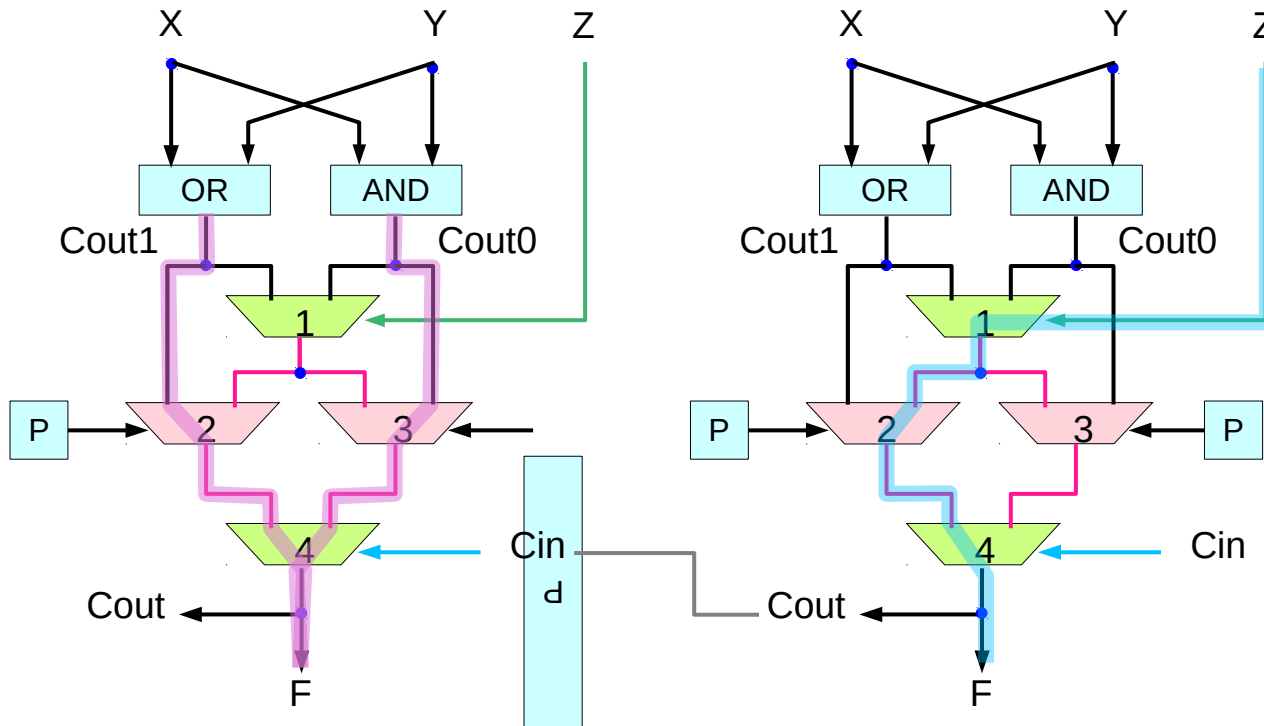 X Y Z X Y Z
OR AND OR AND
Cout1 Cout0 Cout1 Cout0
1 1
P 2 3 P 2 3 P
4 Cin 4 Cin
P
Cout Cout
F F